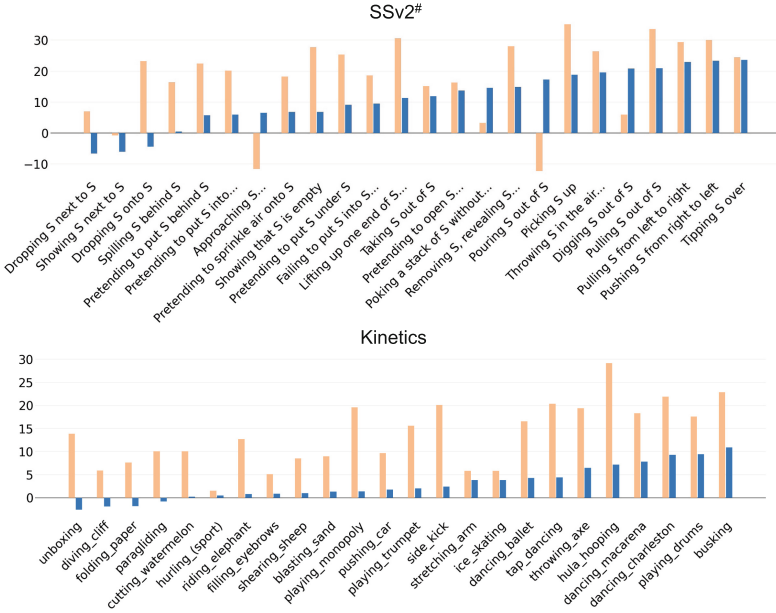 SSv2#
30
20
10
0
−10
Dropping S next to S
Showing S next to S
Dropping S onto S
Spilling S behind S
Pretending to put S behind S
Pretending to put S into...
Approaching S...
Pretending to sprinkle air onto S
Showing that S is empty
Pretending to put S under S
Failing to put S into S...
Lifting up one end of S...
Taking S out of S
Pretending to open S...
Poking a stack of S without...
Removing S, revealing S...
Pouring S out of S
Picking S up
Throwing S in the air...
Digging S out of S
Pulling S out of S
Pulling S from left to right
Pushing S from right to left
Tipping S over
Kinetics
30
25
20
15
10
5
0
unboxing
diving_cliff
folding_paper
paragliding
cutting_watermelon
hurling_(sport)
riding_elephant
filling_eyebrows
shearing_sheep
blasting_sand
playing_monopoly
pushing_car
playing_trumpet
side_kick
stretching_arm
ice_skating
dancing_ballet
tap_dancing
throwing_axe
hula_hooping
dancing_macarena
dancing_charleston
playing_drums
busking